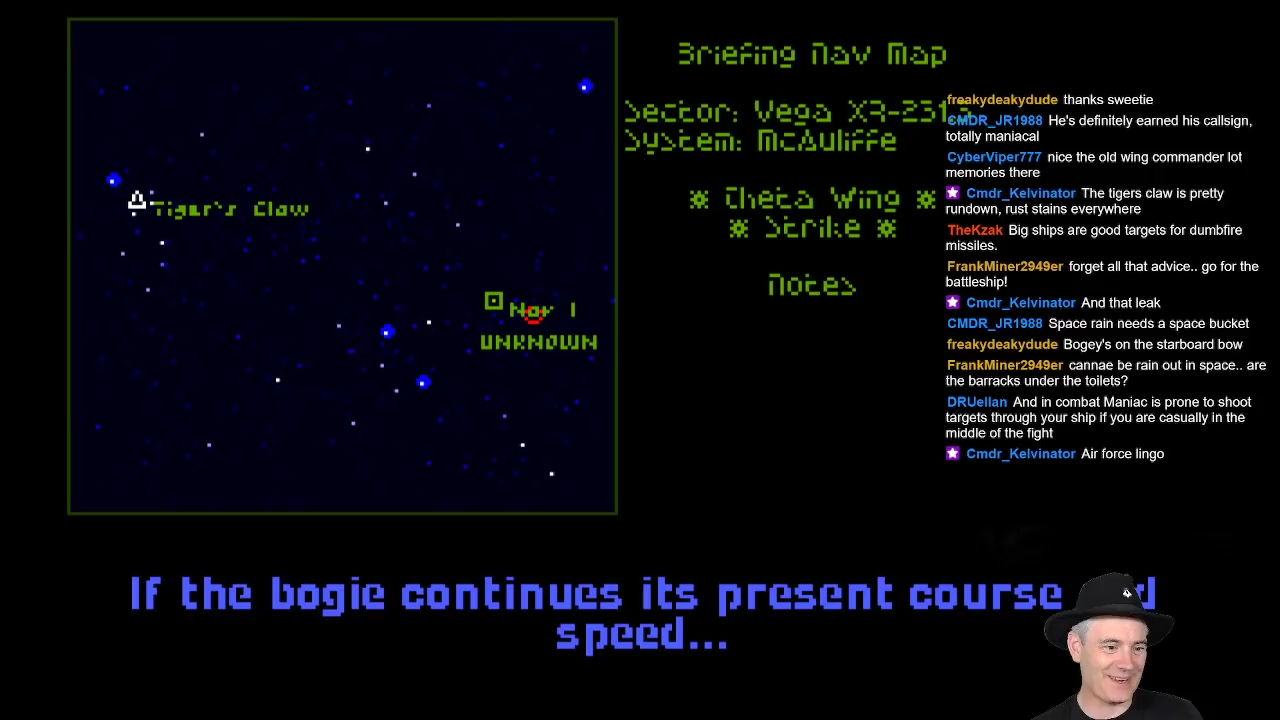 Briefing Nav Map
Sector: Vega XR-2313
System: McAuliffe
* Theta Wing *
* Strike *
Notes
Tiger's Claw
Nav 1
UNKNOWN
If the bogie continues its present course
speed...
freakydeakydude thanks sweetie
CMDR_JR1988 He's definitely earned his callsign,
totally maniacal
CyberViper777 nice the old wing commander lot
memories there
Cmdr_Kelvinator The tigers claw is pretty
rundown, rust stains everywhere
TheKzak Big ships are good targets for dumbfire
missiles.
FrankMiner2949er forget all that advice.. go for the
battleship!
Cmdr_Kelvinator And that leak
CMDR_JR1988 Space rain needs a space bucket
freakydeakydude Bogey's on the starboard bow
FrankMiner2949er cannae be rain out in space.. are
the barracks under the toilets?
DRUellan And in combat Maniac is prone to shoot
targets through your ship if you are casually in the
middle of the fight
Cmdr_Kelvinator Air force lingo